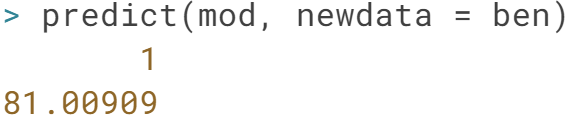 > predict(mod, newdata = ben)
1
81.00909